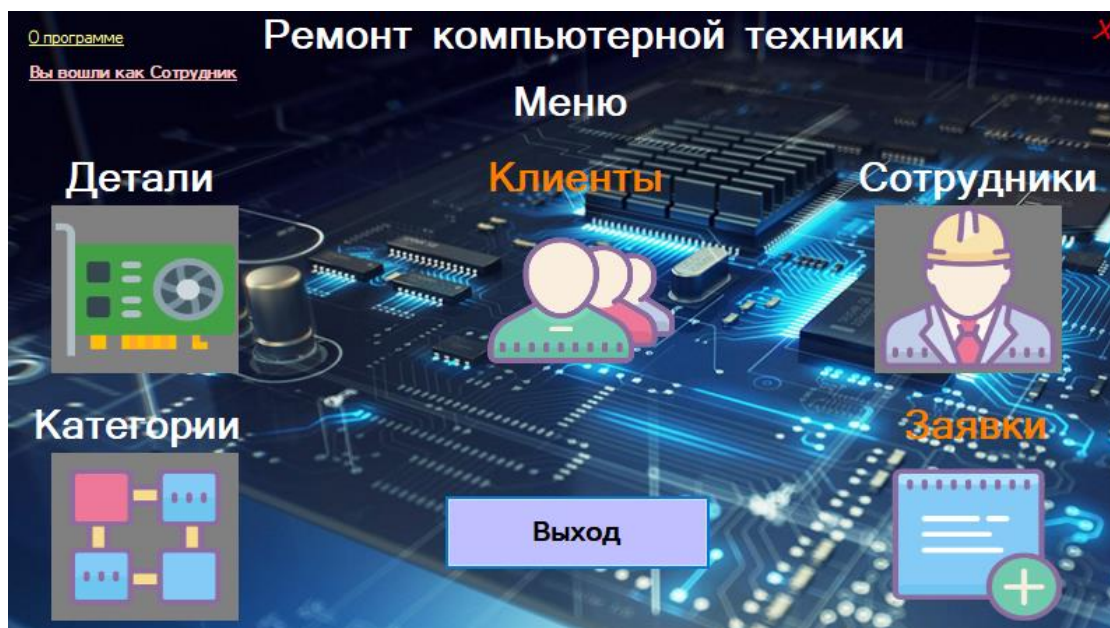 О программе
Ремонт компьютерной техники
X
Вы вошли как Сотрудник
Меню
Детали
Клиенты
Сотрудники
Категории
Заявки
Выход